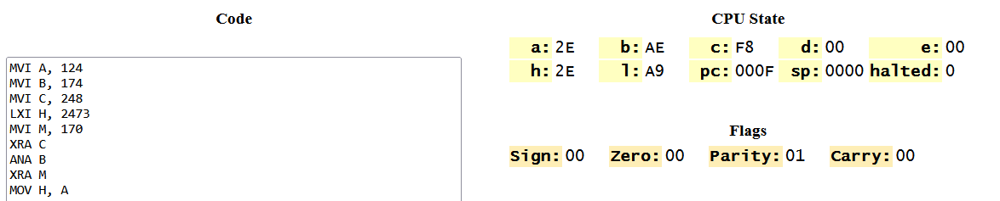 Code
MVI A, 124
MVI B, 174
MVI C, 248
LXI H, 2473
MVI M, 170
XRA C
ANA B
XRA M
MOV H, A
CPU State
a: 2E b: AE c: F8 d: 00 e: 00
h: 2E l: A9 pc: 000F sp: 0000 halted: 0
Flags
Sign: 00 Zero: 00 Parity: 01 Carry: 00